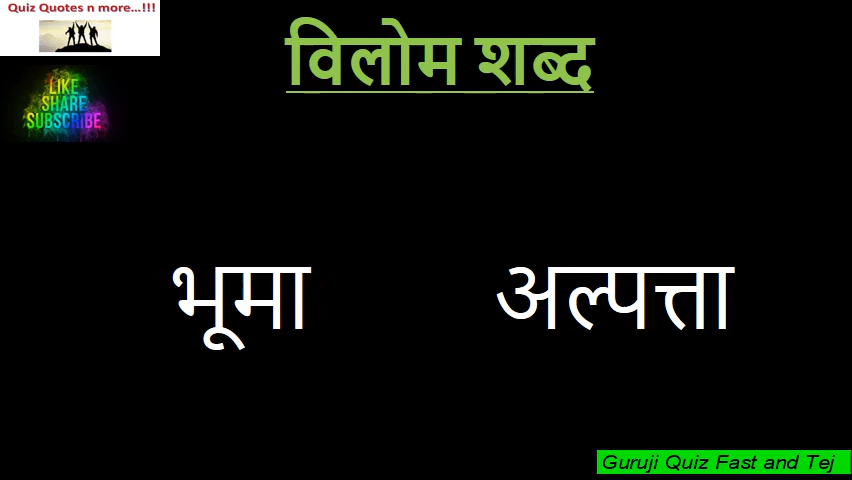 Quiz Quotes n more...!!!
LIKE
SHARE
SUBSCRIBE
विलोम शब्द
भूमा अल्पत्ता
Guruji Quiz Fast and Tej